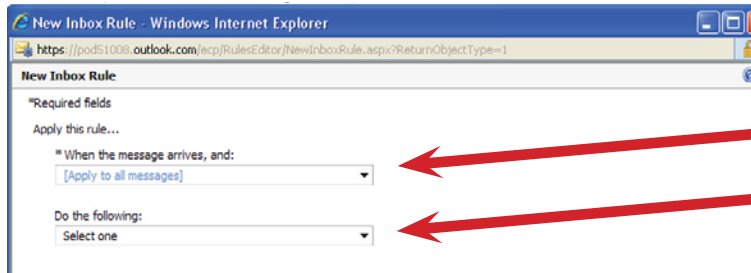 New Inbox Rule - Windows Internet Explorer
https://pod51008.outlook.com/ecp/RulesEditor/NewInboxRule.aspx?ReturnObjectType=1
New Inbox Rule
*Required fields
Apply this rule...
* When the message arrives, and:
[Apply to all messages]
Do the following:
Select one